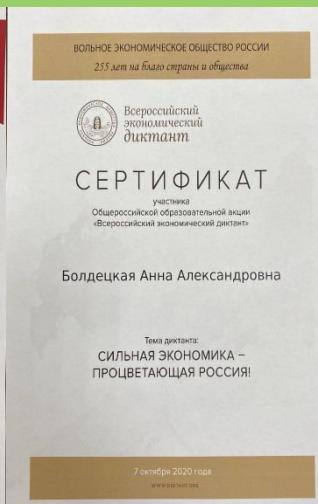 ВОЛЬНОЕ ЭКОНОМИЧЕСКОЕ ОБЩЕСТВО РОССИИ
255 лет на благо страны и общества
Всероссийский
экономический
диктант
СЕРТИФИКАТ
участника
Общероссийской образовательной акции
«Всероссийский экономический диктант»
Болдецкая Анна Александровна
Тема диктанта:
СИЛЬНАЯ ЭКОНОМИКА –
ПРОЦВЕТАЮЩАЯ РОССИЯ!
7 октября 2020 года